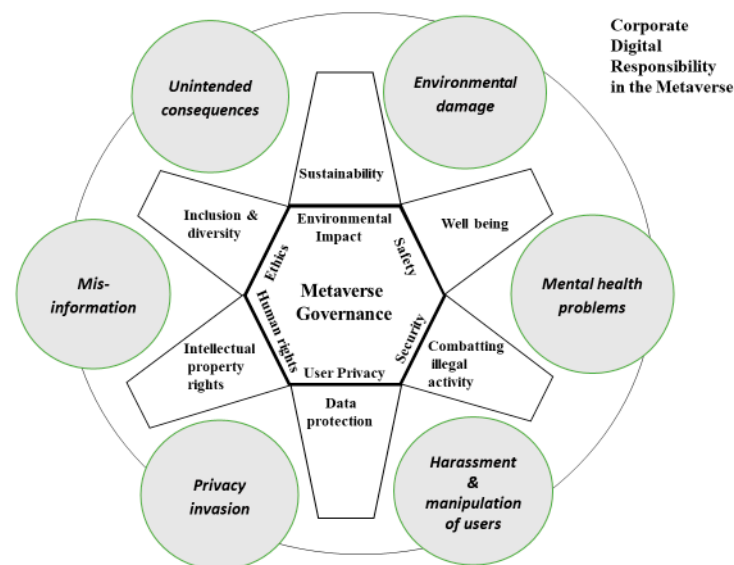 Corporate
Digital
Responsibility
in the Metaverse
Unintended
consequences
Environmental
damage
Sustainability
Inclusion &
diversity
Environmental
Impact
Well being
Ethics
Safety
Mis-
information
Metaverse
Governance
Mental health
problems
Human rights
Security
Intellectual
property
rights
User Privacy
Combatting
illegal
activity
Data
protection
Privacy
invasion
Harassment
&
manipulation
of users